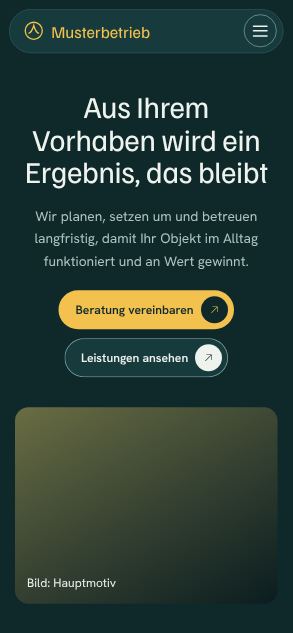 Musterbetrieb
Aus Ihrem
Vorhaben wird ein
Ergebnis, das bleibt
Wir planen, setzen um und betreuen
langfristig, damit Ihr Objekt im Alltag
funktioniert und an Wert gewinnt.
Beratung vereinbaren
Leistungen ansehen
Bild: Hauptmotiv